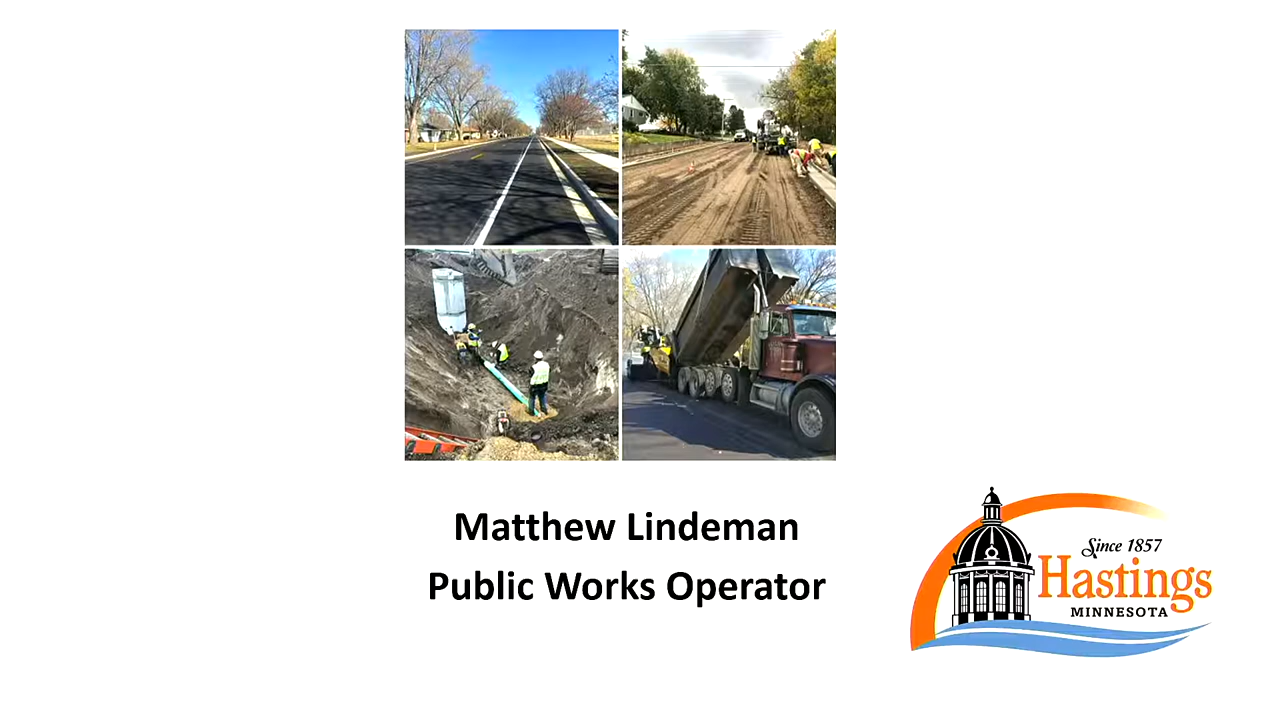 Matthew Lindeman
Public Works Operator
Since 1857
Hastings
MINNESOTA